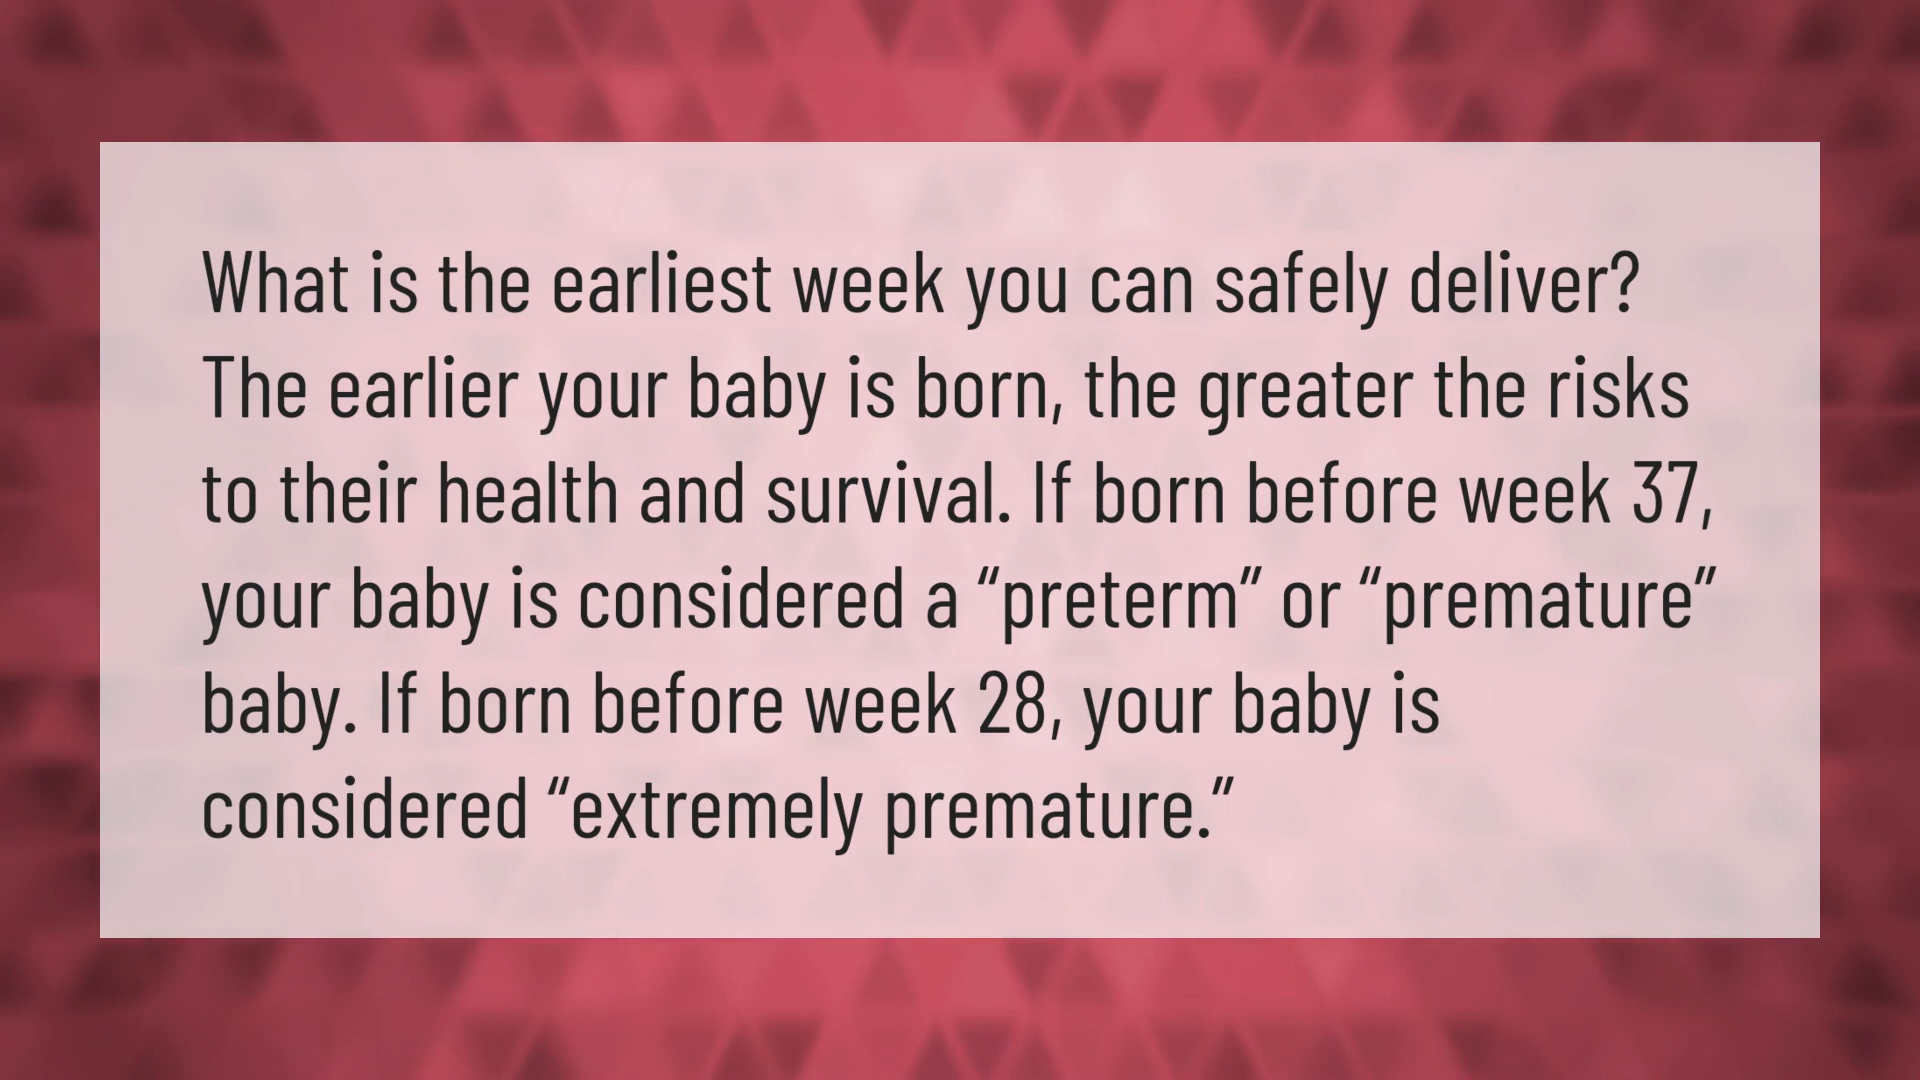 What is the earliest week you can safely deliver?
The earlier your baby is born, the greater the risks
to their health and survival. If born before week 37,
your baby is considered a “preterm” or “premature”
baby. If born before week 28, your baby is
considered “extremely premature.”